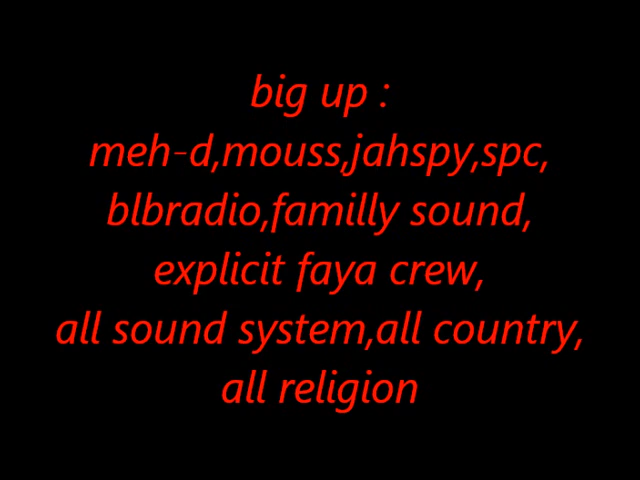 big up :
meh-d,mouss,jahspy,spc,
blbradio,familly sound,
explicit faya crew,
all sound system,all country,
all religion